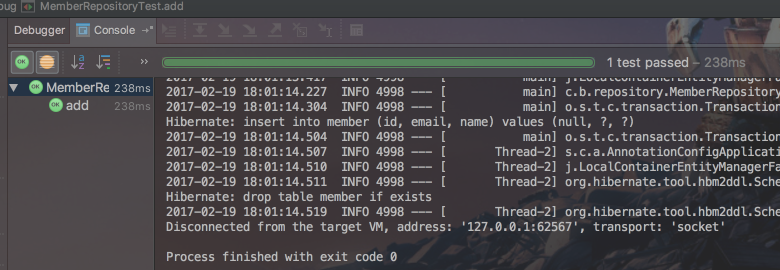 bug MemberRepositoryTest.add
Debugger Console
1 test passed – 238ms
MemberRe 238ms
add 238ms
2017-02-19 18:01:13.417 INFO 4998 --- [ main] j.LocalContainerEntityManagerFa
2017-02-19 18:01:14.227 INFO 4998 --- [ main] c.b.repository.MemberRepository
2017-02-19 18:01:14.304 INFO 4998 --- [ main] o.s.t.c.transaction.Transaction
Hibernate: insert into member (id, email, name) values (null, ?, ?)
2017-02-19 18:01:14.504 INFO 4998 --- [ main] o.s.t.c.transaction.Transaction
2017-02-19 18:01:14.507 INFO 4998 --- [ Thread-2] s.c.a.AnnotationConfigApplicati
2017-02-19 18:01:14.510 INFO 4998 --- [ Thread-2] j.LocalContainerEntityManagerFa
2017-02-19 18:01:14.511 INFO 4998 --- [ Thread-2] org.hibernate.tool.hbm2ddl.Sche
Hibernate: drop table member if exists
2017-02-19 18:01:14.519 INFO 4998 --- [ Thread-2] org.hibernate.tool.hbm2ddl.Sche
Disconnected from the target VM, address: '127.0.0.1:62567', transport: 'socket'
Process finished with exit code 0